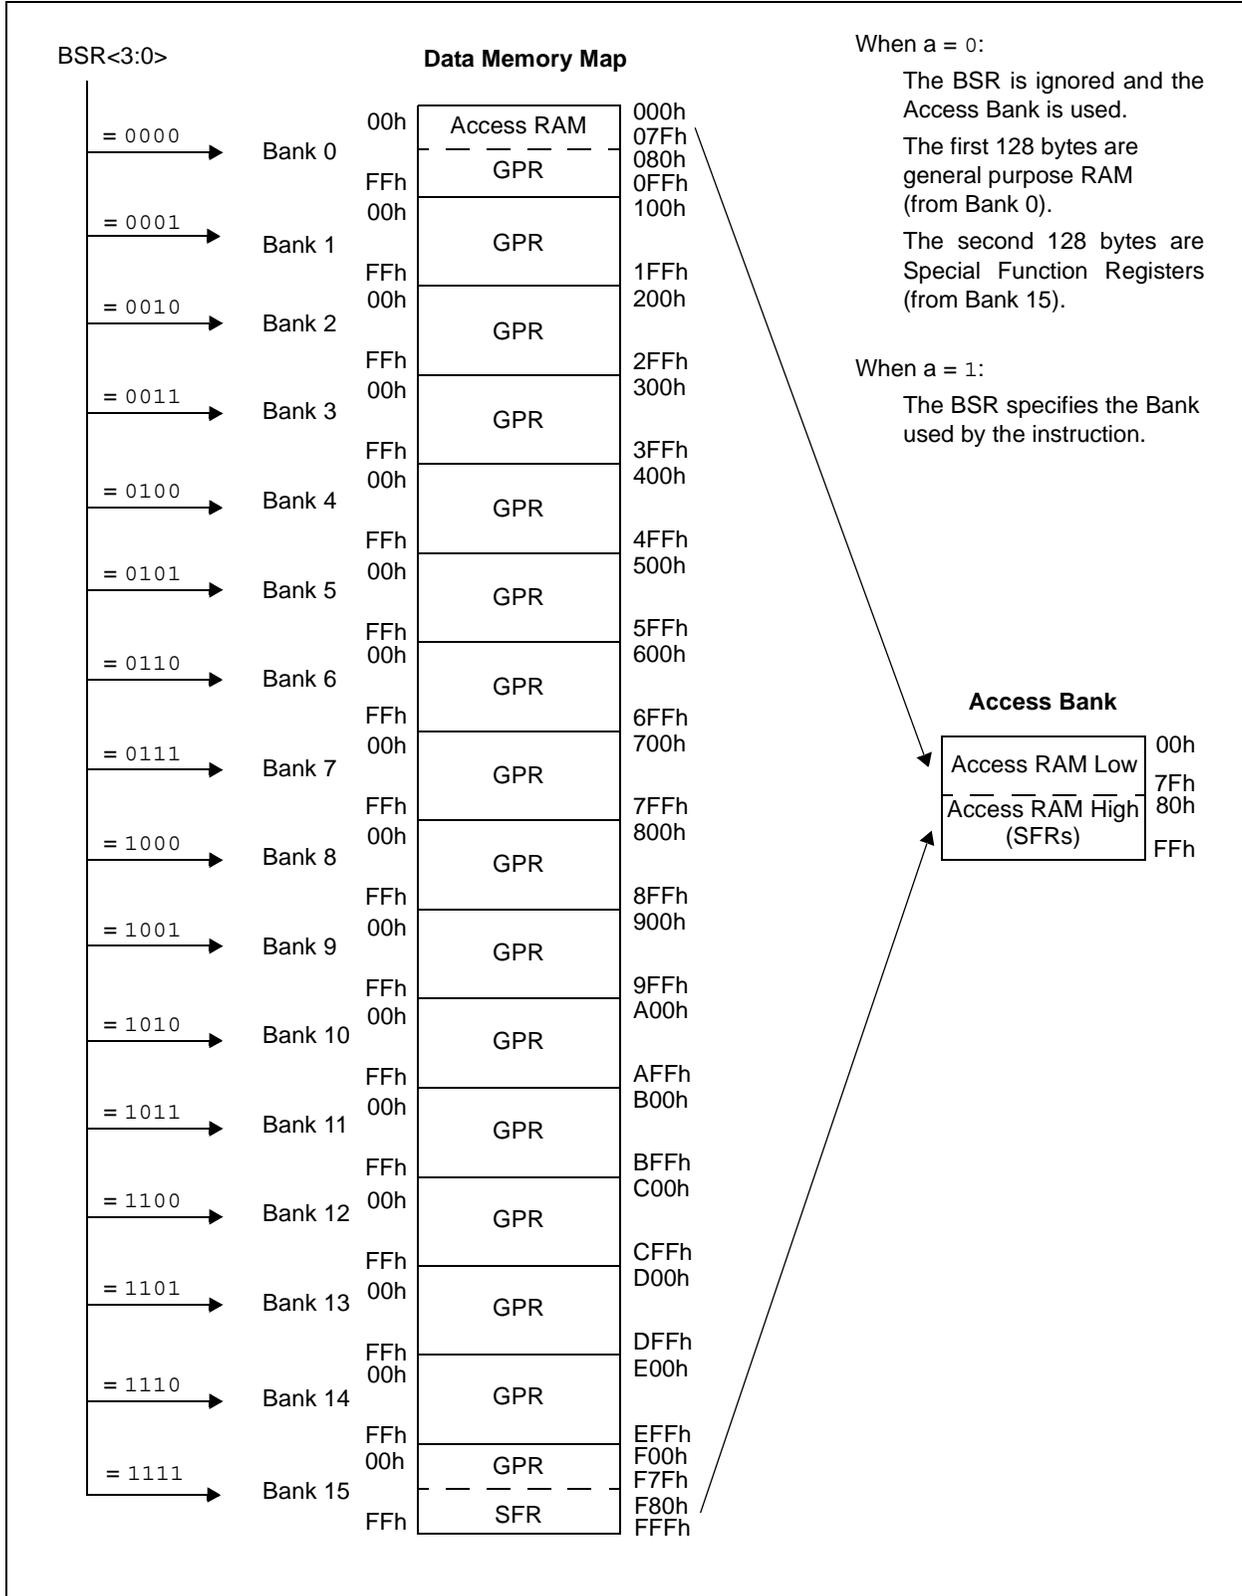 BSR<3:0>
Data Memory Map
When a = 0:
The BSR is ignored and the
Access Bank is used.
The first 128 bytes are
general purpose RAM
(from Bank 0).
The second 128 bytes are
Special Function Registers
(from Bank 15).
When a = 1:
The BSR specifies the Bank
used by the instruction.
= 0000
Bank 0
00h
Access RAM
000h
07Fh
GPR
080h
FFh
0FFh
= 0001
Bank 1
00h
GPR
100h
FFh
1FFh
= 0010
Bank 2
00h
GPR
200h
FFh
2FFh
= 0011
Bank 3
00h
GPR
300h
FFh
3FFh
= 0100
Bank 4
00h
GPR
400h
FFh
4FFh
= 0101
Bank 5
00h
GPR
500h
FFh
5FFh
= 0110
Bank 6
00h
GPR
600h
FFh
6FFh
= 0111
Bank 7
00h
GPR
700h
FFh
7FFh
= 1000
Bank 8
00h
GPR
800h
FFh
8FFh
= 1001
Bank 9
00h
GPR
900h
FFh
9FFh
= 1010
Bank 10
00h
GPR
A00h
FFh
AFFh
= 1011
Bank 11
00h
GPR
B00h
FFh
BFFh
= 1100
Bank 12
00h
GPR
C00h
FFh
CFFh
= 1101
Bank 13
00h
GPR
D00h
FFh
DFFh
= 1110
Bank 14
00h
GPR
E00h
FFh
EFFh
= 1111
Bank 15
00h
GPR
F00h
F7Fh
SFR
F80h
FFh
FFFh
Access Bank
Access RAM Low
00h
7Fh
Access RAM High
(SFRs)
80h
FFh